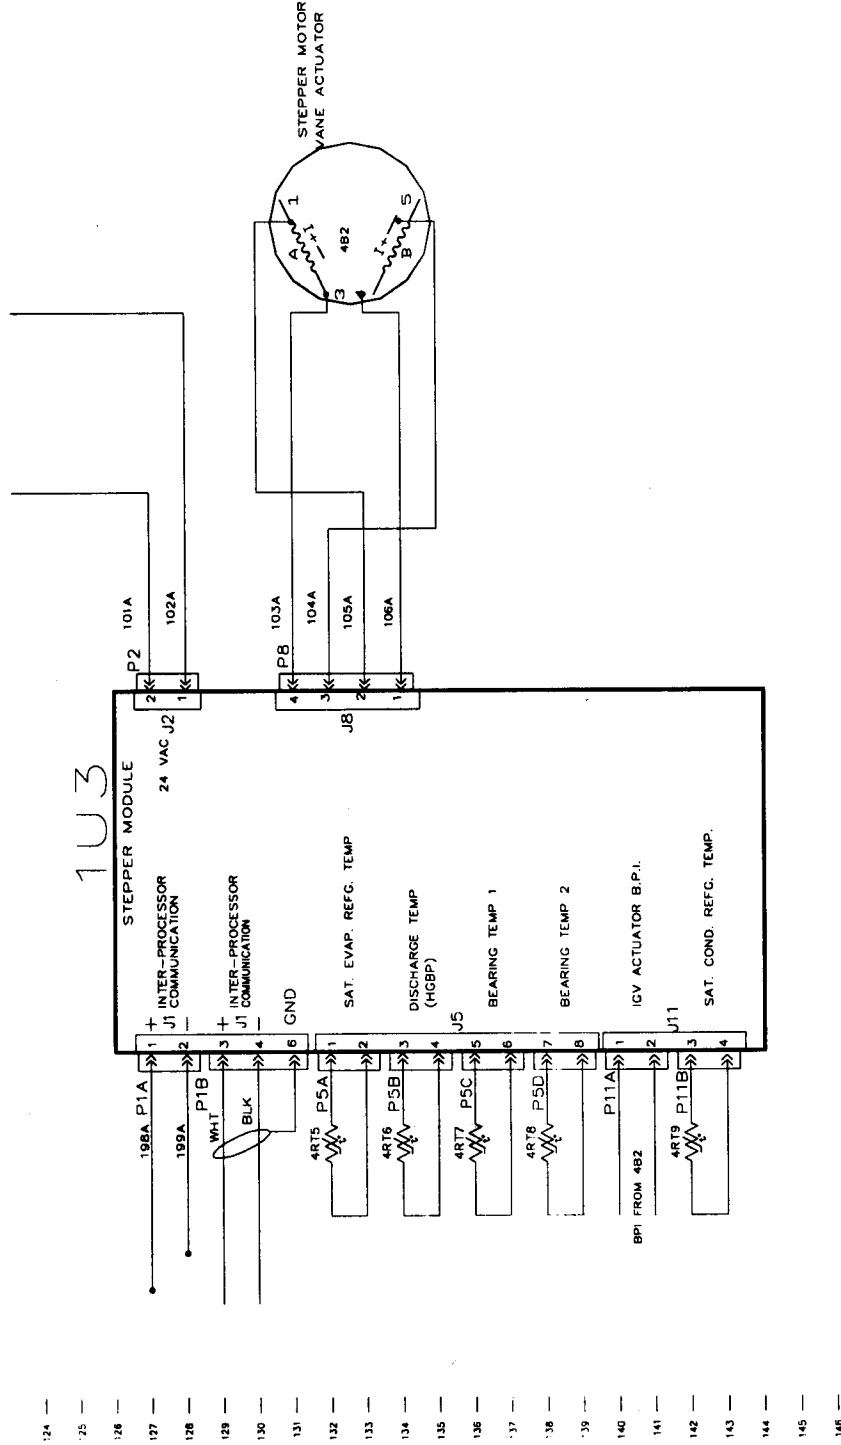 124
125
126
127
128
129
130
131
132
133
134
135
136
137
138
139
140
141
142
143
144
145
146
1U3
STEPPER MODULE
198A
P1A
1
+
J1
INTER-PROCESSOR
COMMUNICATION
199A
2
-
P1B
WHT
3
+
J1
INTER-PROCESSOR
COMMUNICATION
BLK
4
-
6
GND
J5
4RT5
P5A
1
2
SAT. EVAP. REFG. TEMP
4RT6
P5B
3
4
DISCHARGE TEMP
(HGBP)
4RT7
P5C
5
6
BEARING TEMP 1
4RT8
P5D
7
8
BEARING TEMP 2
J11
BPI FROM 4B2
P11A
1
2
IGV ACTUATOR B.P.I.
4RT9
P11B
3
4
SAT. COND. REFG. TEMP.
24 VAC
J2
P2
2
1
101A
102A
J8
P8
4
3
2
1
103A
104A
105A
106A
STEPPER MOTOR
VANE ACTUATOR
1
A
I+
3
4B2
5
B
I+
4